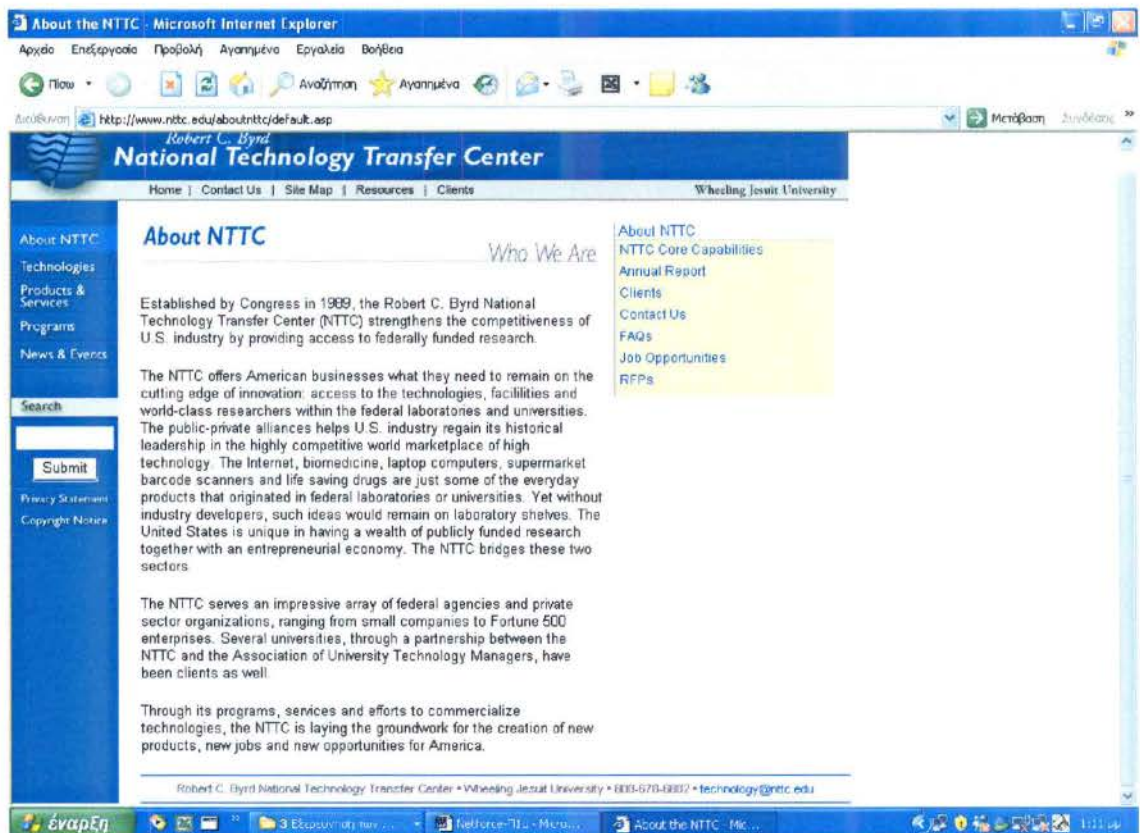 About the NTTC - Microsoft Internet Explorer
Αρχείο Επεξεργασία Προβολή Αγαπημένα Εργαλεία Βοήθεια
Πίσω Αναζήτηση Αγαπημένα
Διεύθυνση http://www.nttc.edu/aboutnttc/default.asp Μετάβαση Συνδέσεις »
Robert C. Byrd
National Technology Transfer Center
Home | Contact Us | Site Map | Resources | Clients Wheeling Jesuit University
About NTTC
Technologies
Products &
Services
Programs
News & Events
Search
Submit
Privacy Statement
Copyright Notice
About NTTC
Who We Are
Established by Congress in 1989, the Robert C. Byrd National
Technology Transfer Center (NTTC) strengthens the competitiveness of
U.S. industry by providing access to federally funded research.
The NTTC offers American businesses what they need to remain on the
cutting edge of innovation: access to the technologies, facililities and
world-class researchers within the federal laboratories and universities.
The public-private alliances helps U.S. industry regain its historical
leadership in the highly competitive world marketplace of high
technology. The Internet, biomedicine, laptop computers, supermarket
barcode scanners and life saving drugs are just some of the everyday
products that originated in federal laboratories or universities. Yet without
industry developers, such ideas would remain on laboratory shelves. The
United States is unique in having a wealth of publicly funded research
together with an entrepreneurial economy. The NTTC bridges these two
sectors.
The NTTC serves an impressive array of federal agencies and private
sector organizations, ranging from small companies to Fortune 500
enterprises. Several universities, through a partnership between the
NTTC and the Association of University Technology Managers, have
been clients as well.
Through its programs, services and efforts to commercialize
technologies, the NTTC is laying the groundwork for the creation of new
products, new jobs and new opportunities for America.
About NTTC
NTTC Core Capabilities
Annual Report
Clients
Contact Us
FAQs
Job Opportunities
RFPs
Robert C. Byrd National Technology Transfer Center • Wheeling Jesuit University • 800-678-6882 • technology@nttc.edu
έναρξη » 3 About the NTTC - Mic...